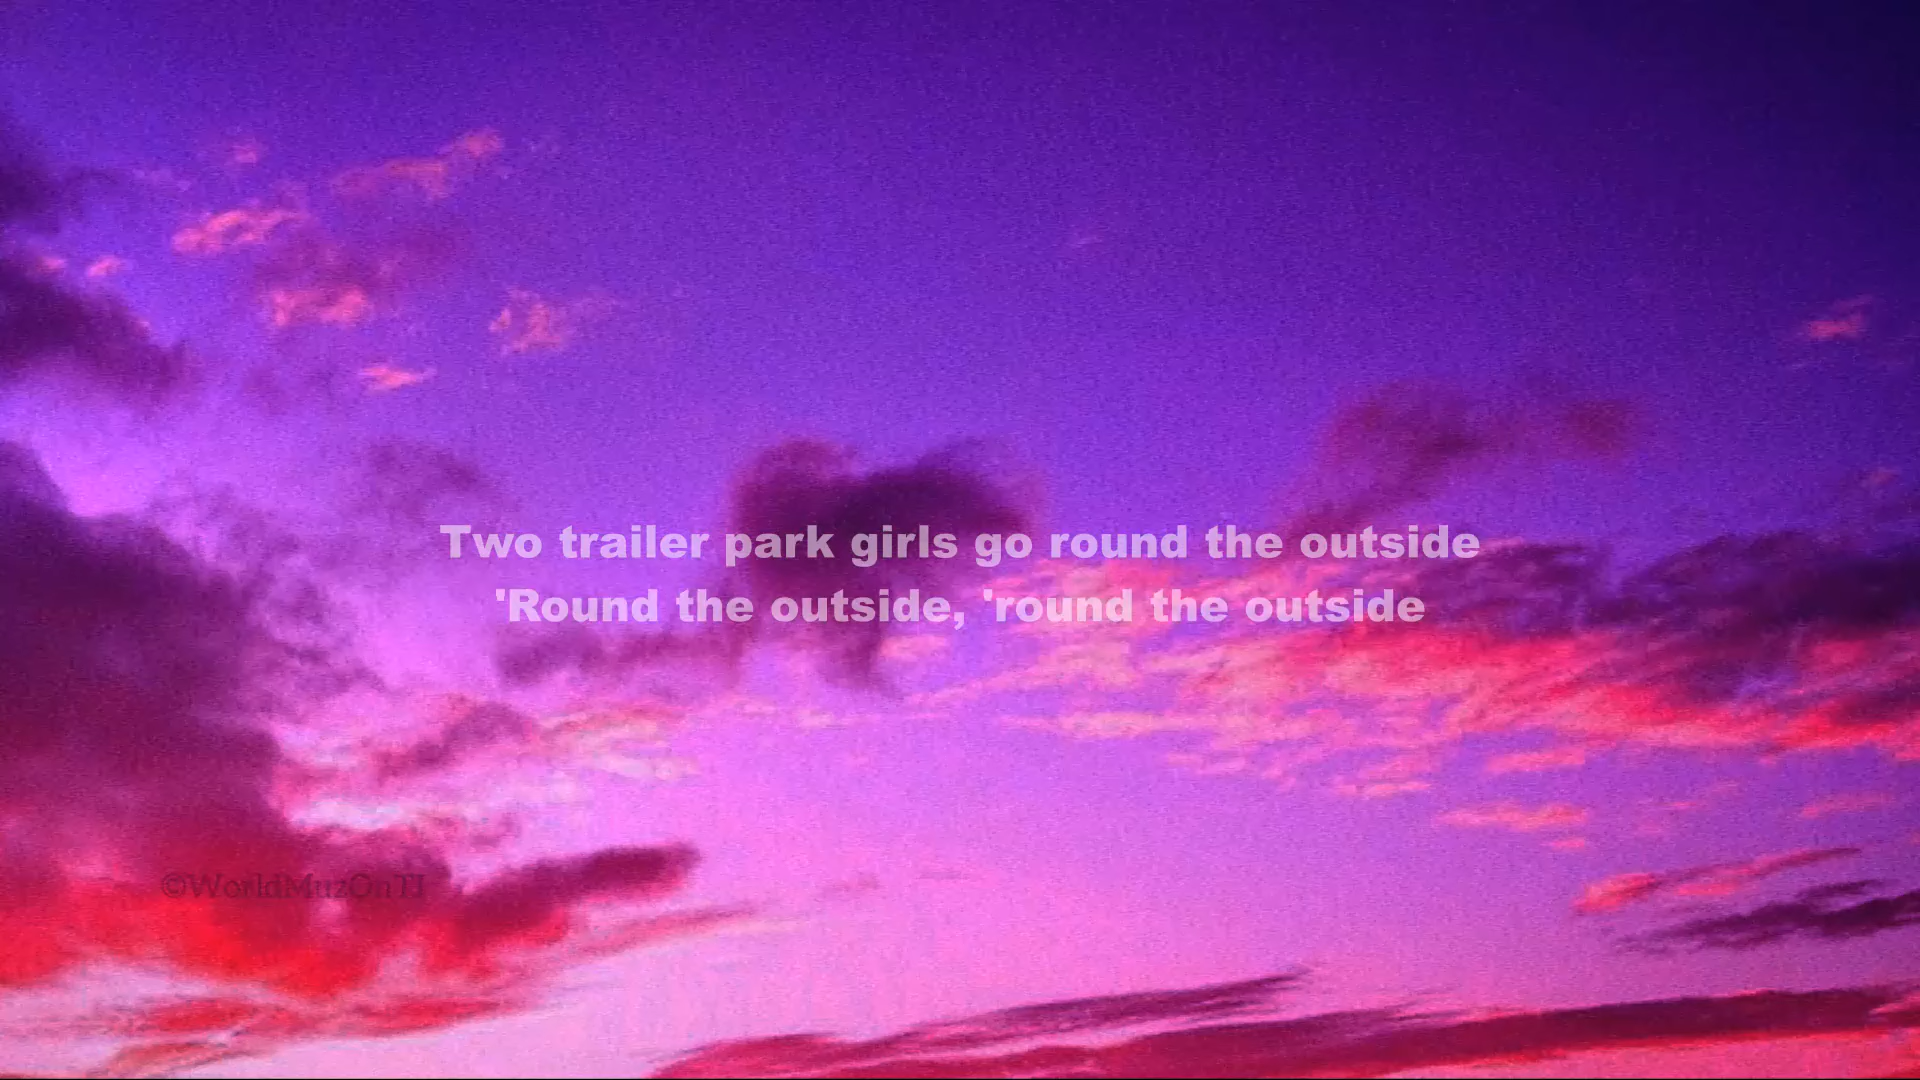 Two trailer park girls go round the outside
'Round the outside, 'round the outside
©WorldMuzOnTI